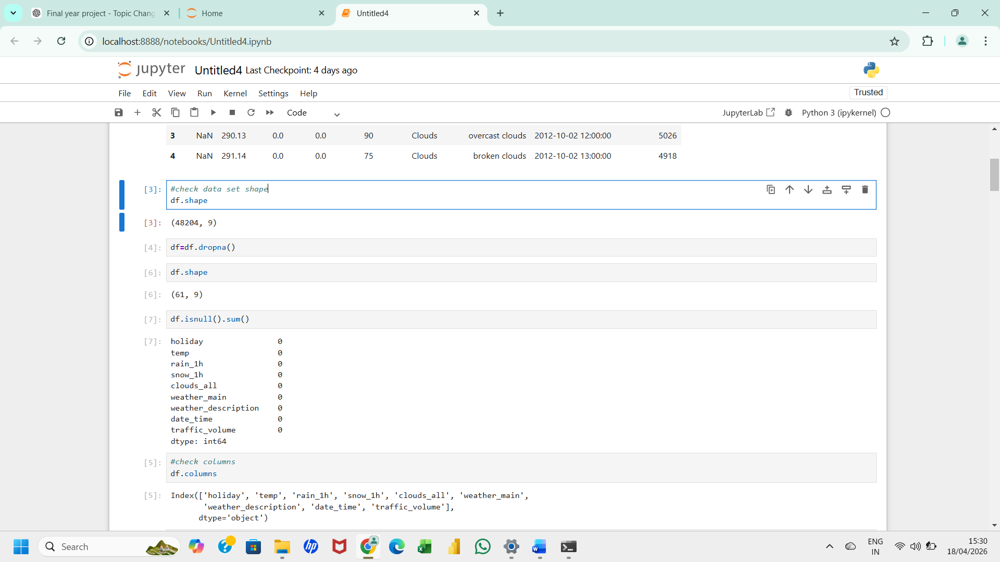 Final year project - Topic Chang
Home
Untitled4
localhost:8888/notebooks/Untitled4.ipynb
jupyter Untitled4 Last Checkpoint: 4 days ago
File Edit View Run Kernel Settings Help
Trusted
Code
JupyterLab
Python 3 (ipykernel)
3 NaN 290.13 0.0 0.0 90 Clouds overcast clouds 2012-10-02 12:00:00 5026
4 NaN 291.14 0.0 0.0 75 Clouds broken clouds 2012-10-02 13:00:00 4918
[3]: #check data set shape
df.shape
[3]: (48204, 9)
[4]: df=df.dropna()
[6]: df.shape
[6]: (61, 9)
[7]: df.isnull().sum()
[7]: holiday 0
temp 0
rain_1h 0
snow_1h 0
clouds_all 0
weather_main 0
weather_description 0
date_time 0
traffic_volume 0
dtype: int64
[5]: #check columns
df.columns
[5]: Index(['holiday', 'temp', 'rain_1h', 'snow_1h', 'clouds_all', 'weather_main',
'weather_description', 'date_time', 'traffic_volume'],
dtype='object')
Search
hp
ENG
IN
15:30
18/04/2026